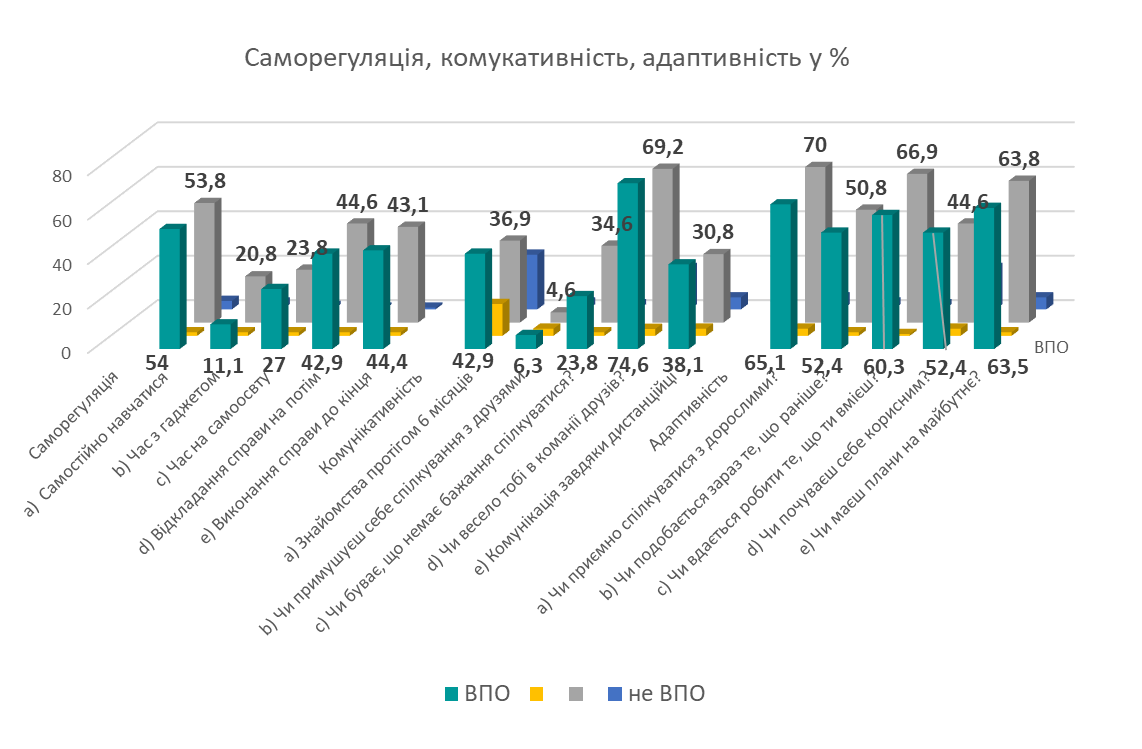 Саморегуляція, комукативність, адаптивність у %
80
60
40
20
0
53,8
20,8
23,8
44,6
43,1
36,9
4,6
34,6
69,2
30,8
70
50,8
66,9
44,6
63,8
54
11,1
27
42,9
44,4
42,9
6,3
23,8
74,6
38,1
65,1
52,4
60,3
52,4
63,5
ВПО
Саморегуляція
a) Самостійно навчатися
b) Час з гаджетом
c) Час на самоосвту
d) Відкладання справи на потім
e) Виконання справи до кінця
Комунікативність
a) Знайомства протігом 6 місяців
b) Чи примушуєш себе спілкування з друзями
c) Чи буває, що немає бажання спілкуватися?
d) Чи весело тобі в команії друзів?
e) Комунікація завдяки дистанційці
Адаптивність
a) Чи приємно спілкуватися з дорослими?
b) Чи подобається зараз те, що раніше?
c) Чи вдається робити те, що ти вмієш?
d) Чи почуваєш себе корисним?
e) Чи маєш плани на майбутнє?
ВПО
не ВПО